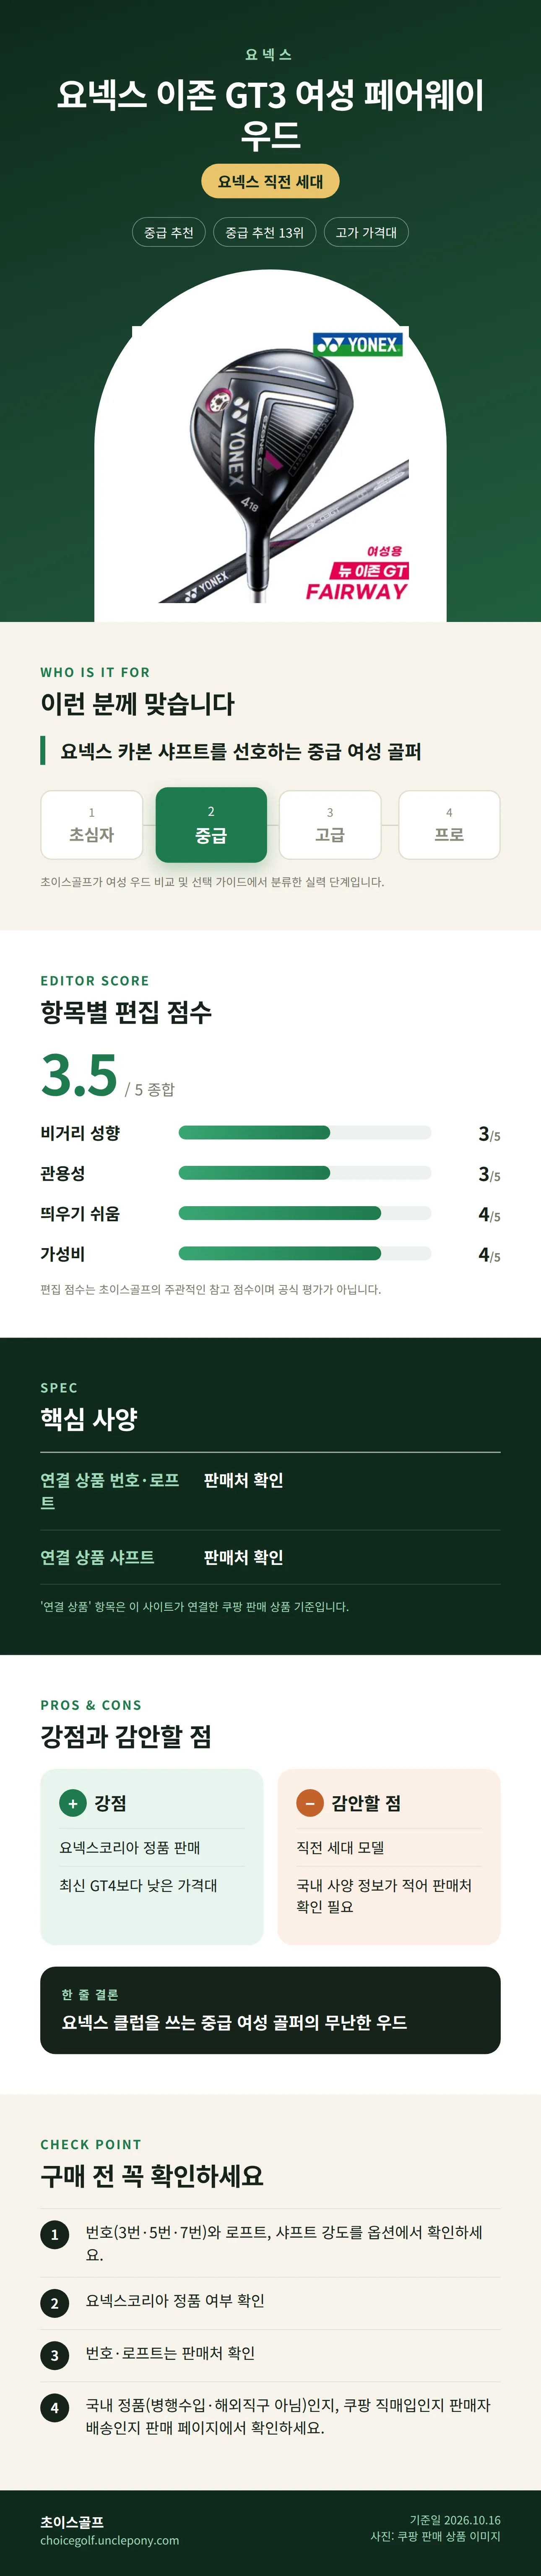 요넥스
요넥스 이존 GT3 여성 페어웨이
우드
요넥스 직전 세대
중급 추천
중급 추천 13위
고가 가격대
YONEX
YONEX
4 18
YONEX
여성용
뉴 이존 GT
FAIRWAY
WHO IS IT FOR
이런 분께 맞습니다
요넥스 카본 샤프트를 선호하는 중급 여성 골퍼
1
초심자
2
중급
3
고급
4
프로
초이스골프가 여성 우드 비교 및 선택 가이드에서 분류한 실력 단계입니다.
EDITOR SCORE
항목별 편집 점수
3.5 / 5 종합
비거리 성향 3/5
관용성 3/5
띄우기 쉬움 4/5
가성비 4/5
편집 점수는 초이스골프의 주관적인 참고 점수이며 공식 평가가 아닙니다.
SPEC
핵심 사양
연결 상품 번호·로프
트
판매처 확인
연결 상품 샤프트 판매처 확인
'연결 상품' 항목은 이 사이트가 연결한 쿠팡 판매 상품 기준입니다.
PROS & CONS
강점과 감안할 점
+ 강점
요넥스코리아 정품 판매
최신 GT4보다 낮은 가격대
− 감안할 점
직전 세대 모델
국내 사양 정보가 적어 판매처
확인 필요
한 줄 결론
요넥스 클럽을 쓰는 중급 여성 골퍼의 무난한 우드
CHECK POINT
구매 전 꼭 확인하세요
1 번호(3번·5번·7번)와 로프트, 샤프트 강도를 옵션에서 확인하세
요.
2 요넥스코리아 정품 여부 확인
3 번호·로프트는 판매처 확인
4 국내 정품(병행수입·해외직구 아님)인지, 쿠팡 직매입인지 판매자
배송인지 판매 페이지에서 확인하세요.
초이스골프
choicegolf.unclepony.com
기준일 2026.10.16
사진: 쿠팡 판매 상품 이미지